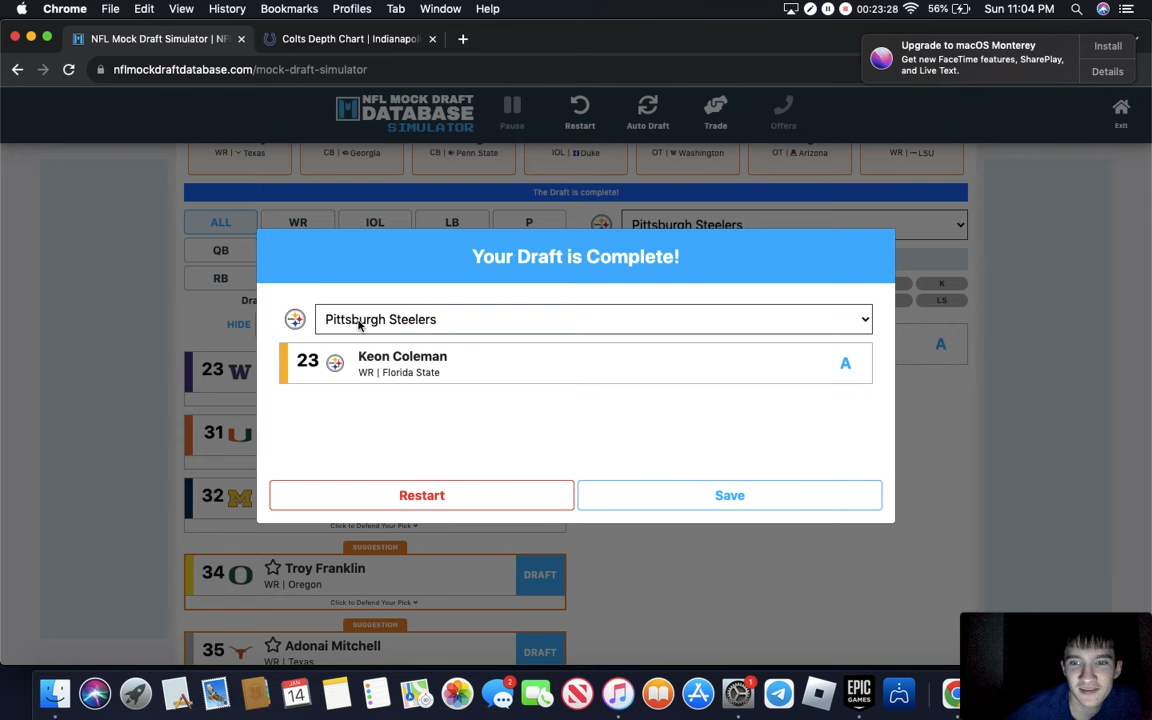 Chrome File Edit View History Bookmarks Profiles Tab Window Help 00:23:28 56% Sun 11:04 PM
NFL Mock Draft Simulator | NF
Colts Depth Chart | Indianapol
nflmockdraftdatabase.com/mock-draft-simulator
Upgrade to macOS Monterey
Get new FaceTime features, SharePlay,
and Live Text.
Install
Details
NFL MOCK DRAFT
DATABASE
SIMULATOR
Pause Restart Auto Draft Trade Offers Exit
WR | Texas CB | Georgia CB | Penn State IOL | Duke OT | Washington OT | Arizona WR | LSU
The Draft is complete!
ALL WR IOL LB P
Pittsburgh Steelers
QB
RB
K
LS
HIDE
Your Draft is Complete!
Pittsburgh Steelers
23 Keon Coleman
WR | Florida State
A
A
Restart Save
23
31
32
Click to Defend Your Pick
SUGGESTION
34 Troy Franklin
WR | Oregon
DRAFT
Click to Defend Your Pick
SUGGESTION
35 Adonai Mitchell
WR | Texas
DRAFT
JAN
14
2
1
EPIC
GAMES